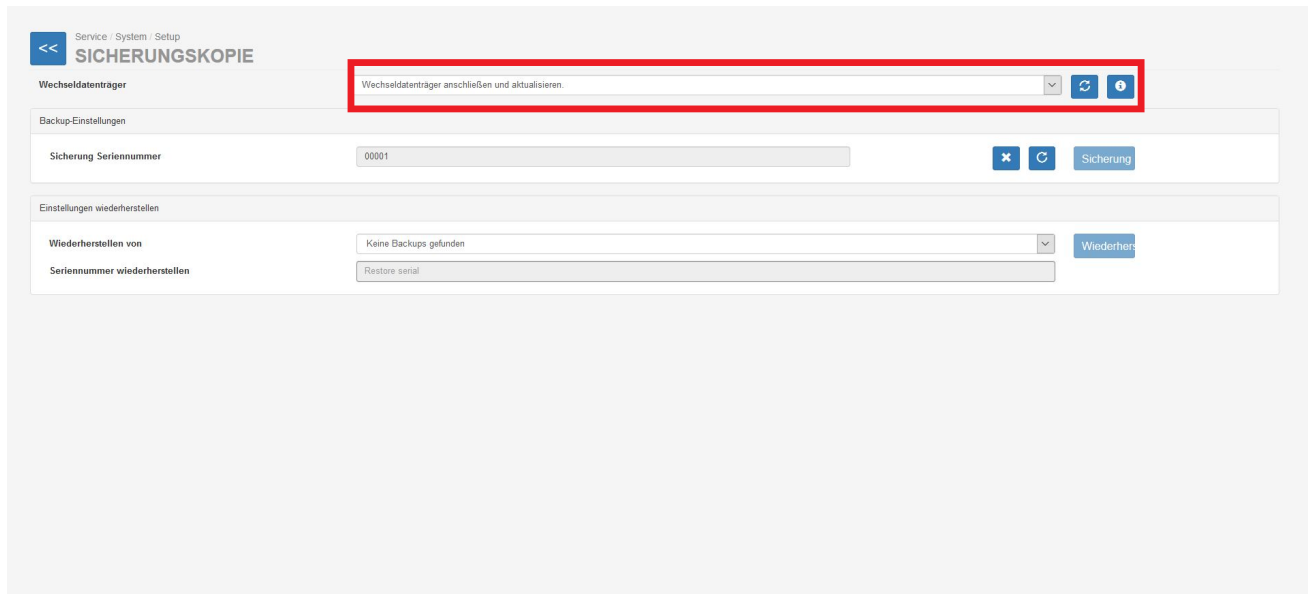 <<
Service / System / Setup
SICHERUNGSKOPIE
Wechseldatenträger
Wechseldatenträger anschließen und aktualisieren.
Backup-Einstellungen
Sicherung Seriennummer
00001
Sicherung
Einstellungen wiederherstellen
Wiederherstellen von
Keine Backups gefunden
Wiederhers
Seriennummer wiederherstellen
Restore serial